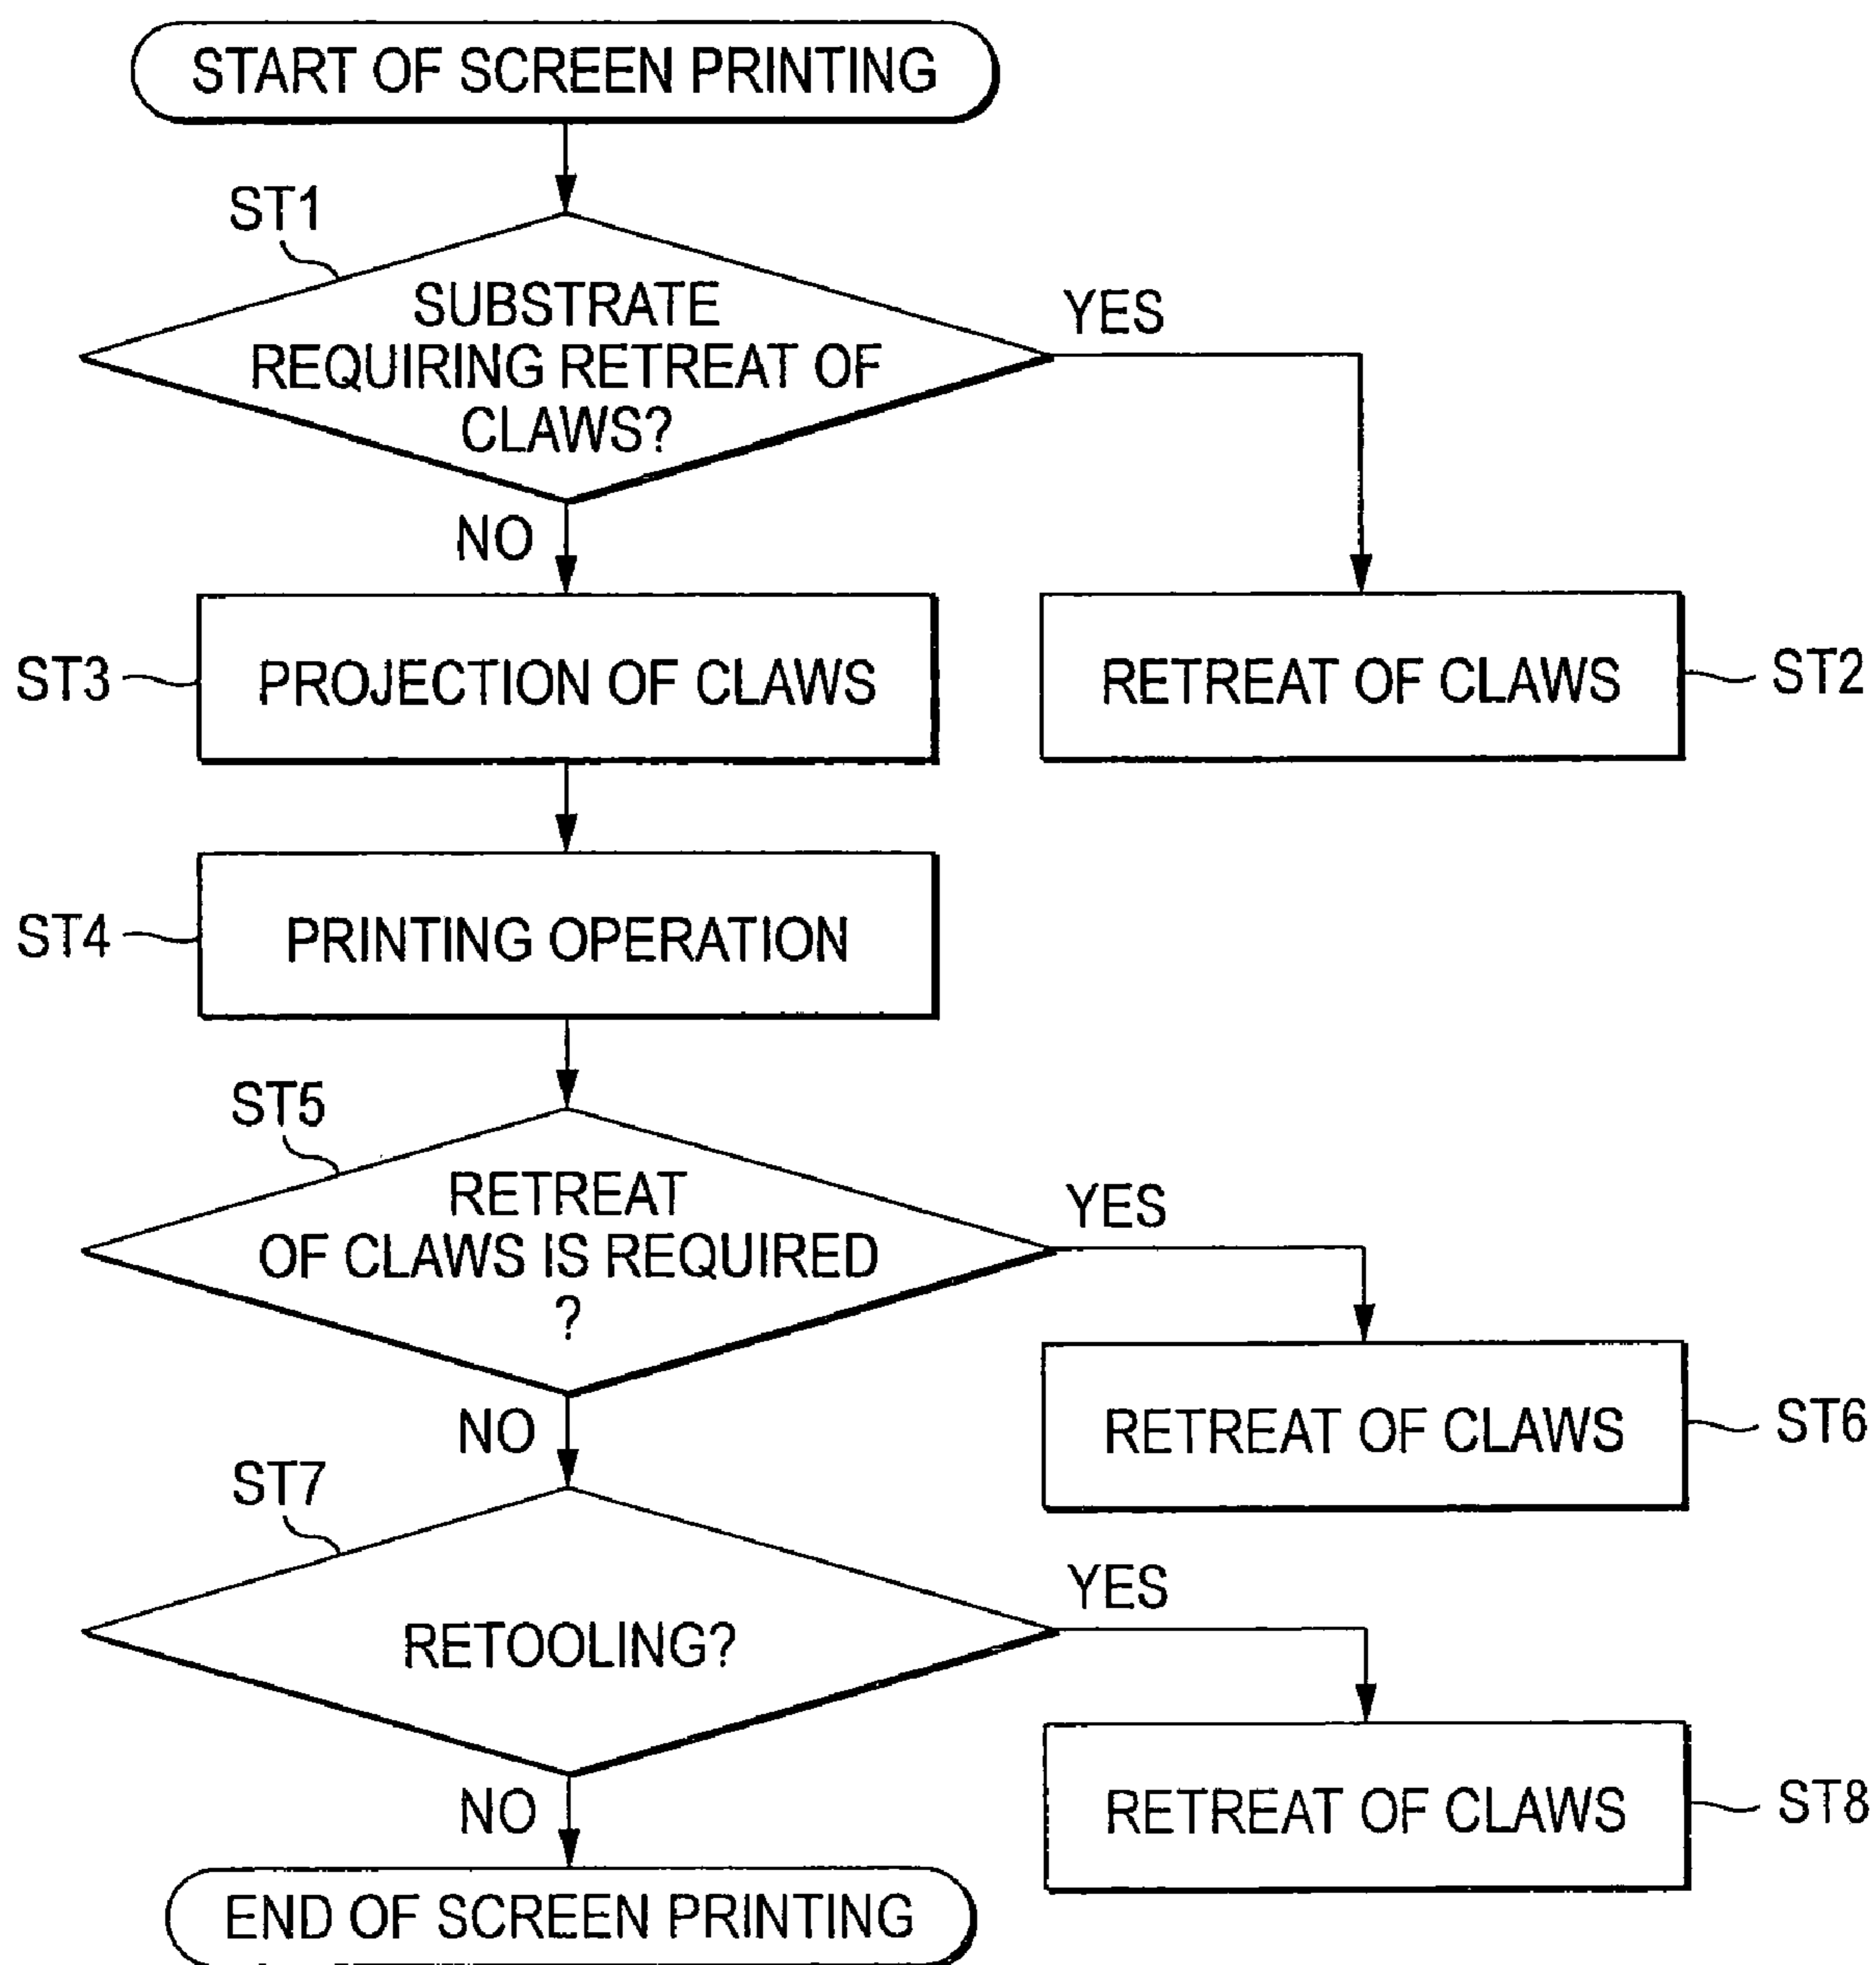 START OF SCREEN PRINTING
ST1
SUBSTRATE
REQUIRING RETREAT OF
CLAWS?
YES
NO
ST3
PROJECTION OF CLAWS
RETREAT OF CLAWS
ST2
ST4
PRINTING OPERATION
ST5
RETREAT
OF CLAWS IS REQUIRED
?
YES
NO
RETREAT OF CLAWS
ST6
ST7
RETOOLING?
YES
NO
RETREAT OF CLAWS
ST8
END OF SCREEN PRINTING